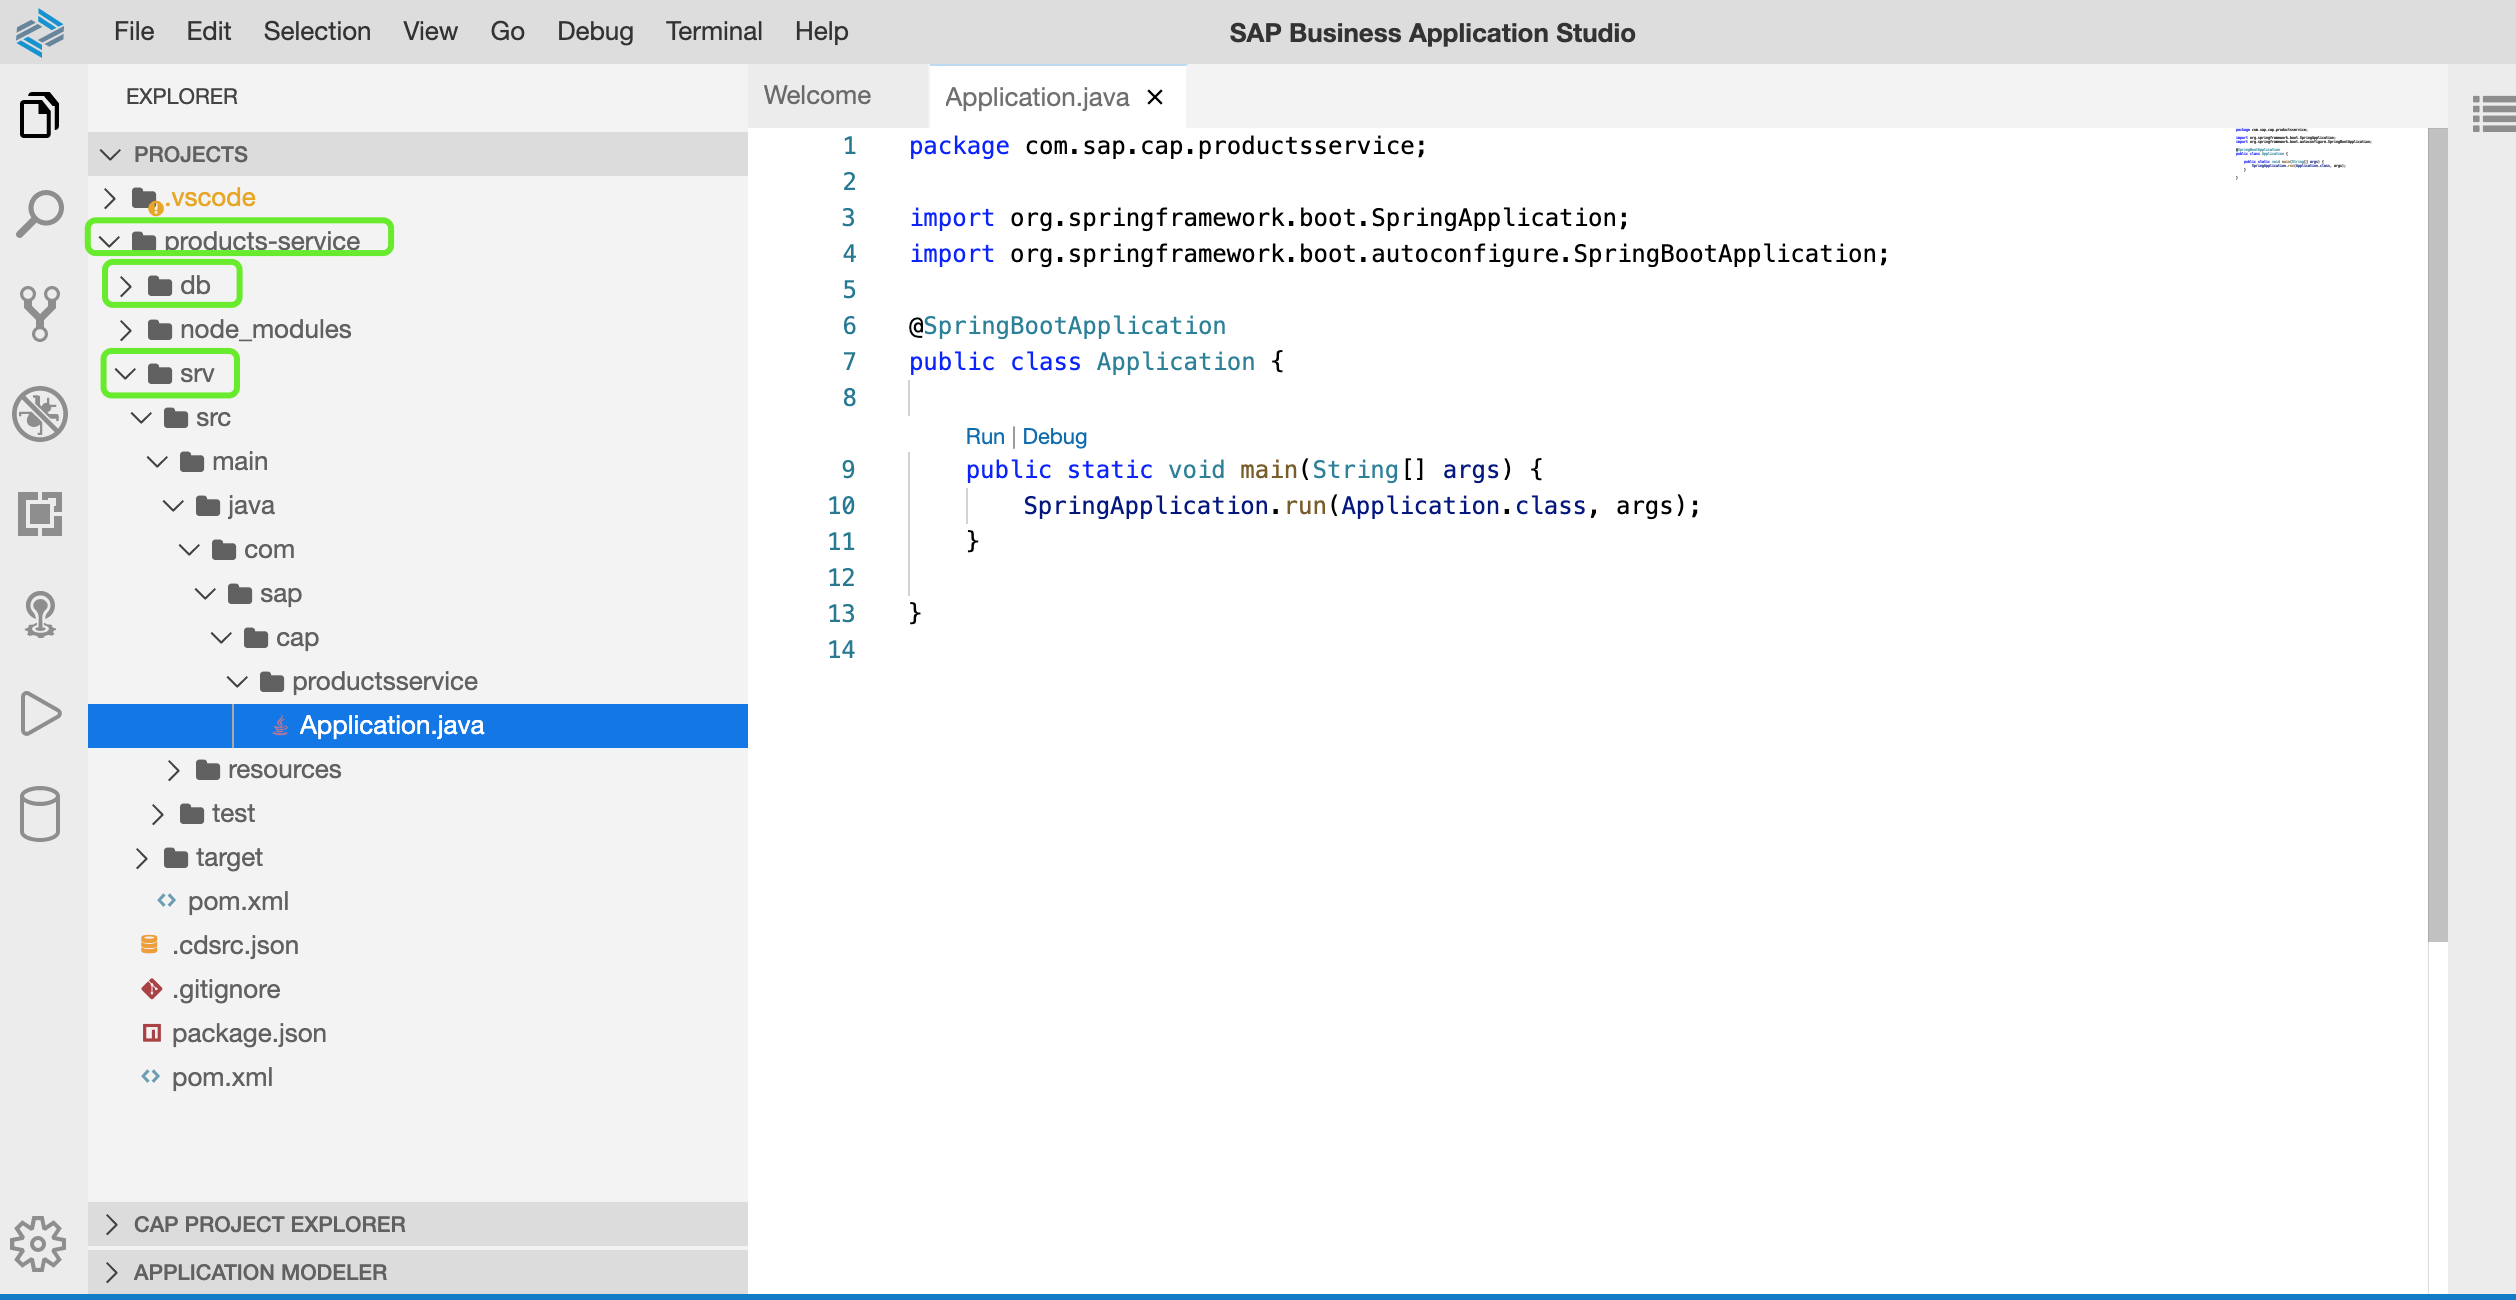 File Edit Selection View Go Debug Terminal Help
SAP Business Application Studio
EXPLORER
PROJECTS
.vscode
products-service
db
node_modules
srv
src
main
java
com
sap
cap
productsservice
Application.java
resources
test
target
pom.xml
.cdsrc.json
.gitignore
package.json
pom.xml
CAP PROJECT EXPLORER
APPLICATION MODELER
Welcome Application.java
1 package com.sap.cap.productsservice;
2
3 import org.springframework.boot.SpringApplication;
4 import org.springframework.boot.autoconfigure.SpringBootApplication;
5
6 @SpringBootApplication
7 public class Application {
8
Run | Debug
9 public static void main(String[] args) {
10 SpringApplication.run(Application.class, args);
11 }
12
13 }
14